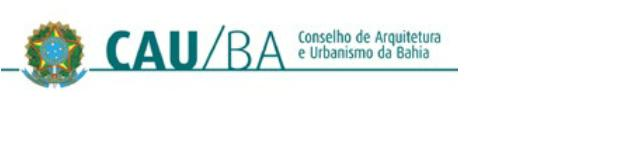 CAU/BA
Conselho de Arquitetura
e Urbanismo da Bahia